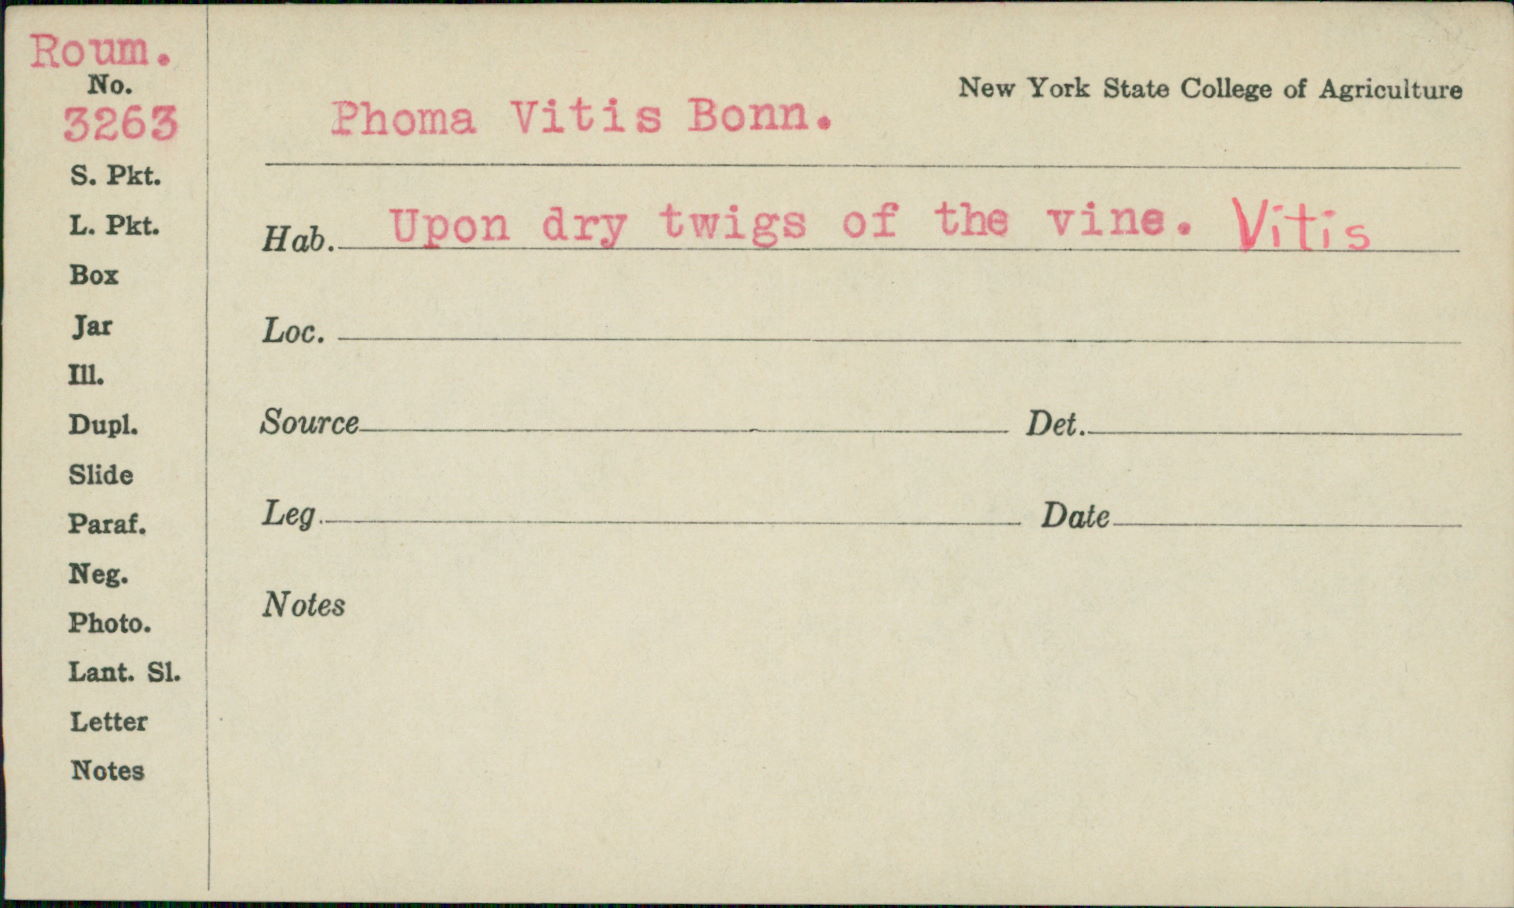 Roum.
No.
3263
S. Pkt.
L. Pkt.
Box
Jar
Ill.
Dupl.
Slide
Paraf.
Neg.
Photo.
Lant. Sl.
Letter
Notes
New York State College of Agriculture
Phoma Vitis Bonn.
Hab. Upon dry twigs of the vine. Vitis
Loc.
Source Det.
Leg. Date
Notes